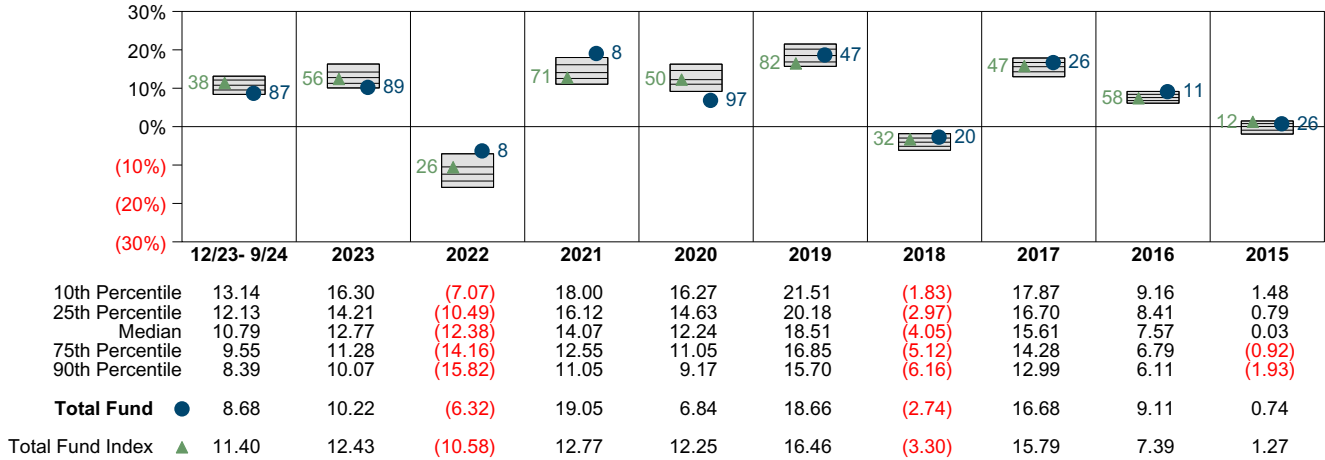 30%
20%
10%
0%
(10%)
(20%)
(30%)
38 87 56 89 26 8 71 8 50 97 82 47 32 20 47 26 58 11 12 26
12/23- 9/24 2023 2022 2021 2020 2019 2018 2017 2016 2015
10th Percentile 13.14 16.30 (7.07) 18.00 16.27 21.51 (1.83) 17.87 9.16 1.48
25th Percentile 12.13 14.21 (10.49) 16.12 14.63 20.18 (2.97) 16.70 8.41 0.79
Median 10.79 12.77 (12.38) 14.07 12.24 18.51 (4.05) 15.61 7.57 0.03
75th Percentile 9.55 11.28 (14.16) 12.55 11.05 16.85 (5.12) 14.28 6.79 (0.92)
90th Percentile 8.39 10.07 (15.82) 11.05 9.17 15.70 (6.16) 12.99 6.11 (1.93)
Total Fund 8.68 10.22 (6.32) 19.05 6.84 18.66 (2.74) 16.68 9.11 0.74
Total Fund Index 11.40 12.43 (10.58) 12.77 12.25 16.46 (3.30) 15.79 7.39 1.27